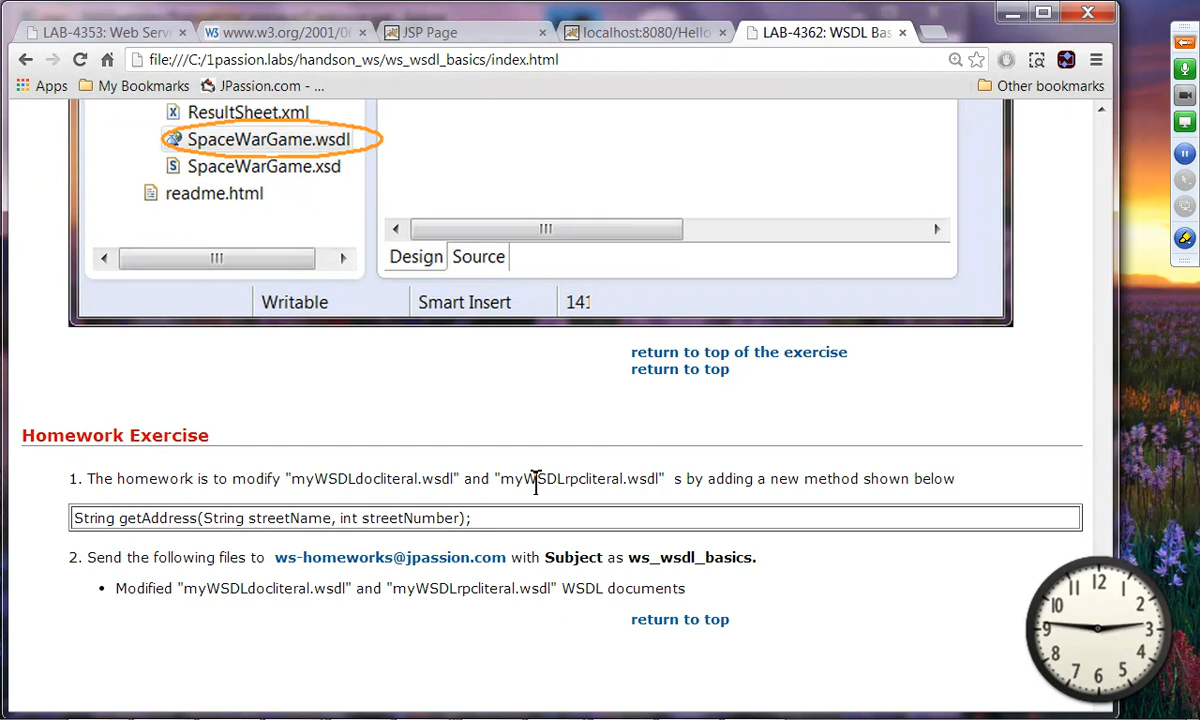 LAB-4353: Web Serv
www.w3.org/2001/0
JSP Page
localhost:8080/Hello
LAB-4362: WSDL Bas
file:///C:/1passion.labs/handson_ws/ws_wsdl_basics/index.html
Apps
My Bookmarks
JPassion.com - ...
Other bookmarks
ResultSheet.xml
SpaceWarGame.wsdl
SpaceWarGame.xsd
readme.html
Design
Source
Writable
Smart Insert
141
return to top of the exercise
return to top
Homework Exercise
1. The homework is to modify "myWSDLdocliteral.wsdl" and "myWSDLrpcliteral.wsdl" s by adding a new method shown below
String getAddress(String streetName, int streetNumber);
2. Send the following files to ws-homeworks@jpassion.com with Subject as ws_wsdl_basics.
• Modified "myWSDLdocliteral.wsdl" and "myWSDLrpcliteral.wsdl" WSDL documents
return to top
12
11
1
10
2
9
3
8
4
7
5
6